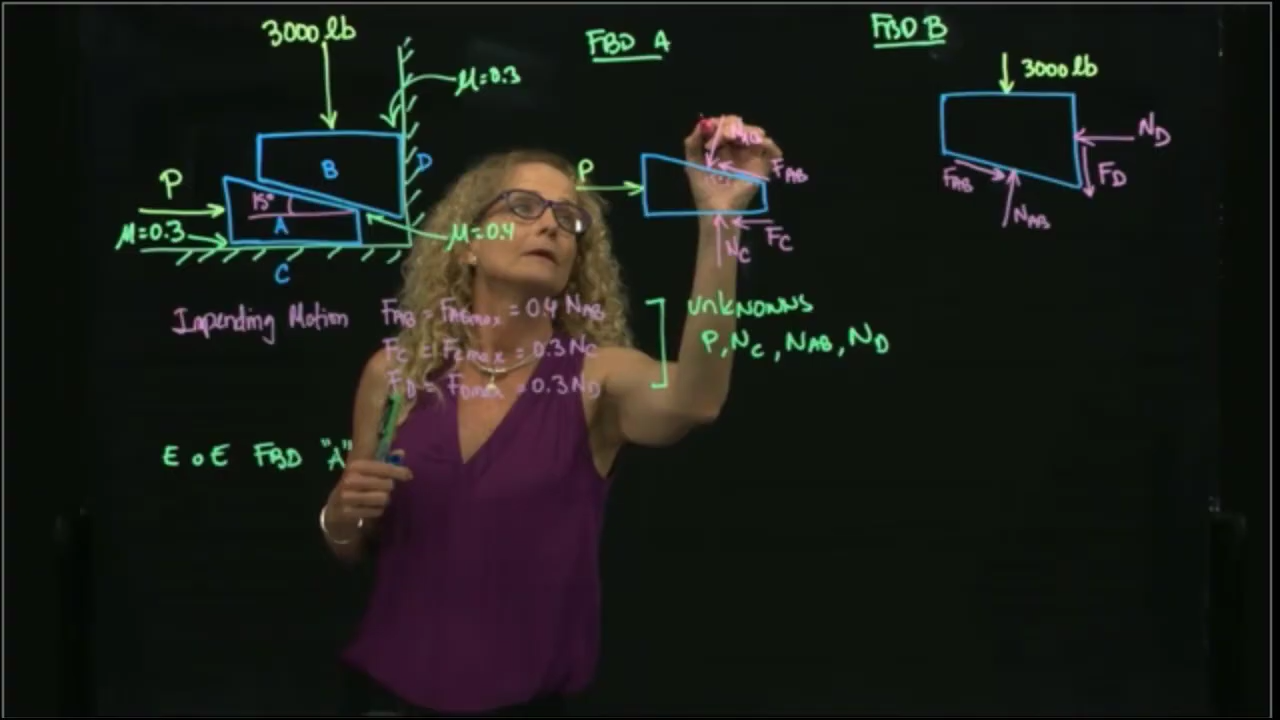 3000 lb
μ=0.3
B
D
P
15°
A
μ=0.3
μ=0.4
C
FBD A
P
NAB
FAB
NC
FC
FBD B
3000 lb
ND
FD
FAB
NAB
Impending Motion
FAB = FABmax = 0.4 NAB
FC = FCmax = 0.3 NC
FD = FDmax = 0.3 ND
Unknowns
P, NC, NAB, ND
E o E FBD "A"